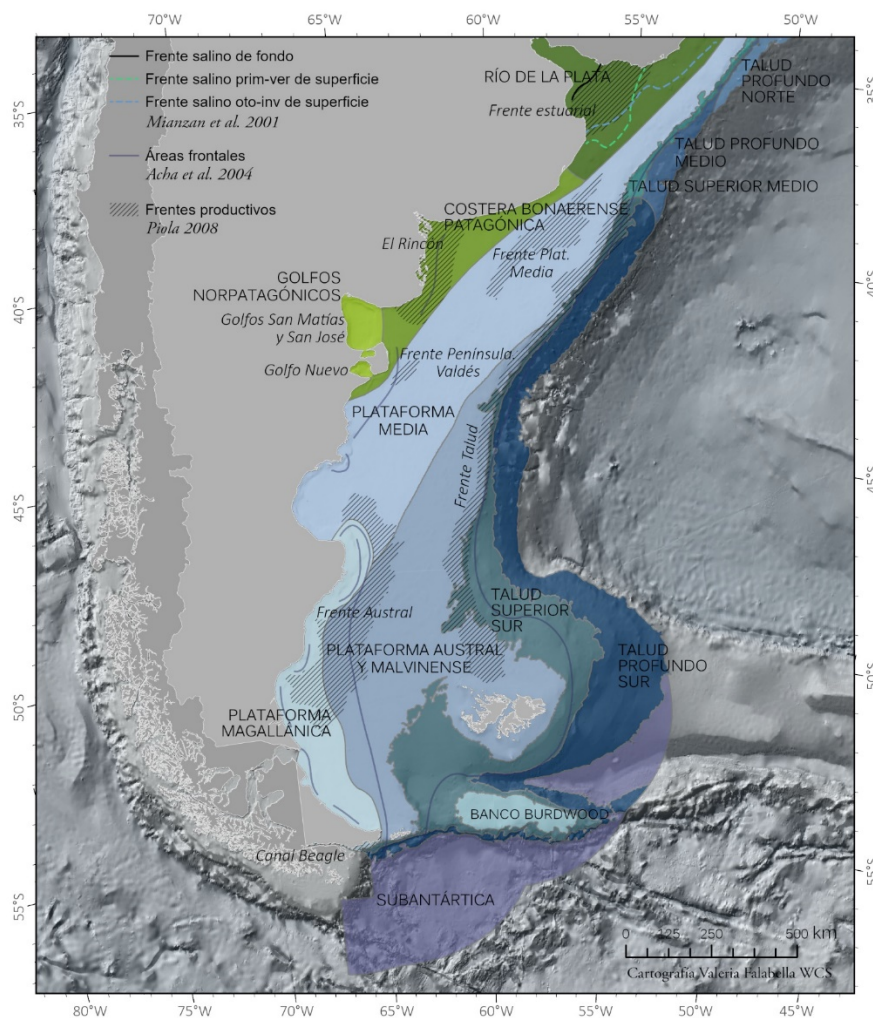 70°W 65°W 60°W 55°W 50°W
Frente salino de fondo
Frente salino prim-ver de superficie
Frente salino oto-inv de superficie
Mianzan et al. 2001
Áreas frontales
Acha et al. 2004
Frentes productivos
Piola 2008
RÍO DE LA PLATA
Frente estuarial
TALUD
PROFUNDO
NORTE
TALUD PROFUNDO
MEDIO
TALUD SUPERIOR MEDIO
COSTERA BONAERENSE
PATAGÓNICA
El Rincón
Frente Plat.
Media
GOLFOS
NORPATAGÓNICOS
Golfos San Matías
y San José
Golfo Nuevo
Frente Península.
Valdés
PLATAFORMA
MEDIA
Frente Talud
TALUD
SUPERIOR
SUR
Frente Austral
PLATAFORMA AUSTRAL
Y MALVINENSE
TALUD
PROFUNDO
SUR
PLATAFORMA
MAGALLÁNICA
BANCO BURDWOOD
Canal Beagle
SUBANTÁRTICA
0 125 250 500 km
Cartografía Valeria Falabella WCS
35°S
40°S
45°S
50°S
55°S
35°S
40°S
45°S
50°S
55°S
80°W 75°W 70°W 65°W 60°W 55°W 50°W 45°W